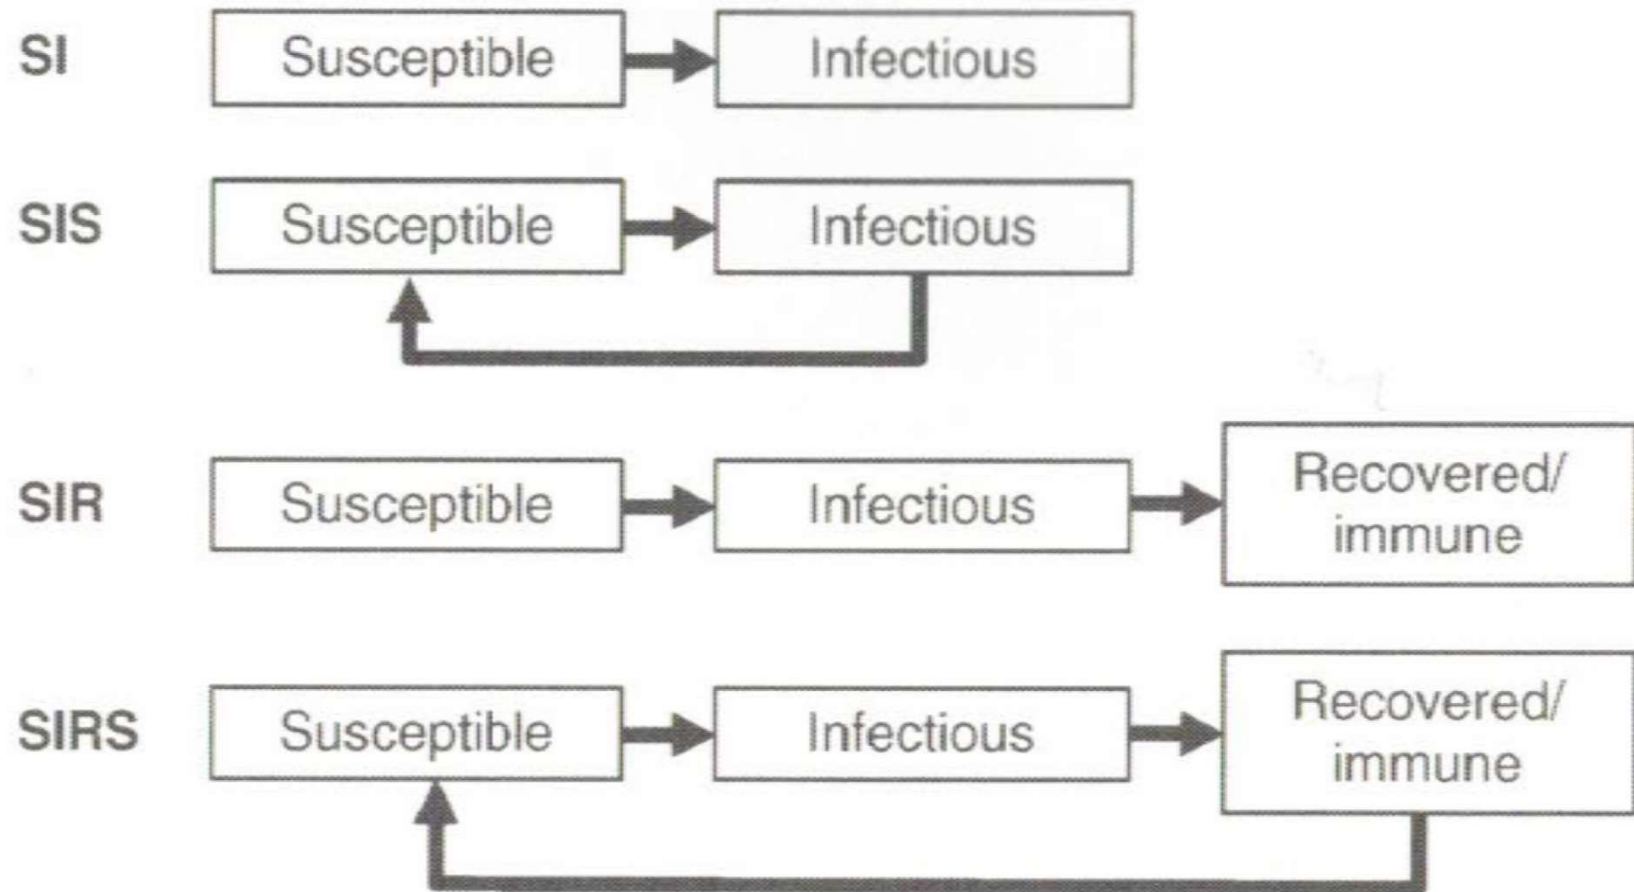 SI
Susceptible
Infectious
SIS
Susceptible
Infectious
SIR
Susceptible
Infectious
Recovered/
immune
SIRS
Susceptible
Infectious
Recovered/
immune